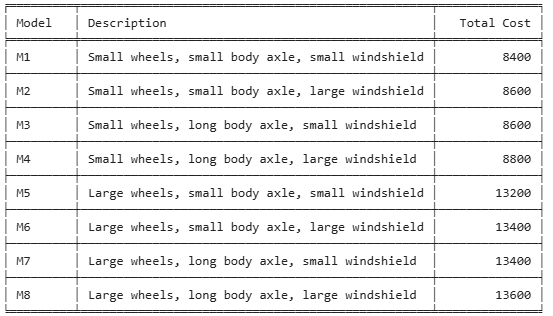 Model Description Total Cost
M1 Small wheels, small body axle, small windshield 8400
M2 Small wheels, small body axle, large windshield 8600
M3 Small wheels, long body axle, small windshield 8600
M4 Small wheels, long body axle, large windshield 8800
M5 Large wheels, small body axle, small windshield 13200
M6 Large wheels, small body axle, large windshield 13400
M7 Large wheels, long body axle, small windshield 13400
M8 Large wheels, long body axle, large windshield 13600